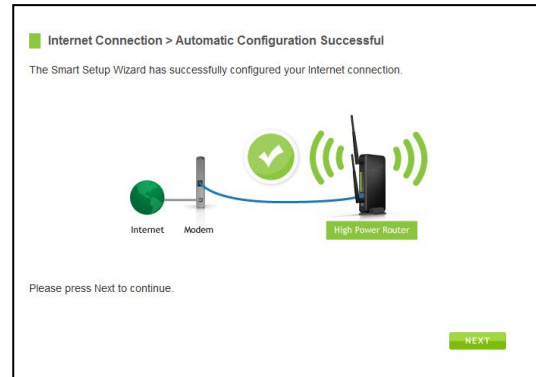 Internet Connection > Automatic Configuration Successful
The Smart Setup Wizard has successfully configured your Internet connection.
Internet Modem High Power Router
Please press Next to continue.
NEXT